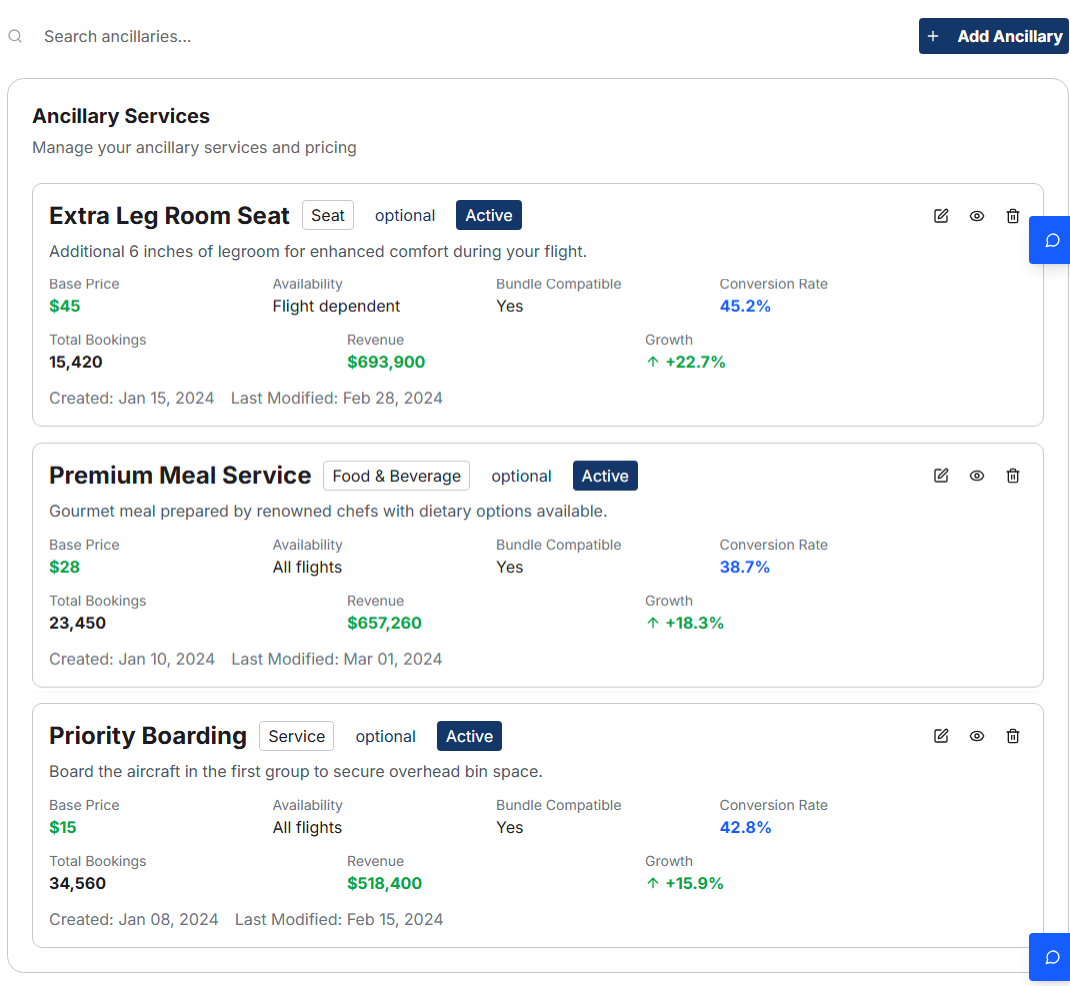 Search ancillaries...
Add Ancillary
Ancillary Services
Manage your ancillary services and pricing
Extra Leg Room Seat Seat optional Active
Additional 6 inches of legroom for enhanced comfort during your flight.
Base Price Availability Bundle Compatible Conversion Rate
$45 Flight dependent Yes 45.2%
Total Bookings Revenue Growth
15,420 $693,900 ↑ +22.7%
Created: Jan 15, 2024 Last Modified: Feb 28, 2024
Premium Meal Service Food & Beverage optional Active
Gourmet meal prepared by renowned chefs with dietary options available.
Base Price Availability Bundle Compatible Conversion Rate
$28 All flights Yes 38.7%
Total Bookings Revenue Growth
23,450 $657,260 ↑ +18.3%
Created: Jan 10, 2024 Last Modified: Mar 01, 2024
Priority Boarding Service optional Active
Board the aircraft in the first group to secure overhead bin space.
Base Price Availability Bundle Compatible Conversion Rate
$15 All flights Yes 42.8%
Total Bookings Revenue Growth
34,560 $518,400 ↑ +15.9%
Created: Jan 08, 2024 Last Modified: Feb 15, 2024